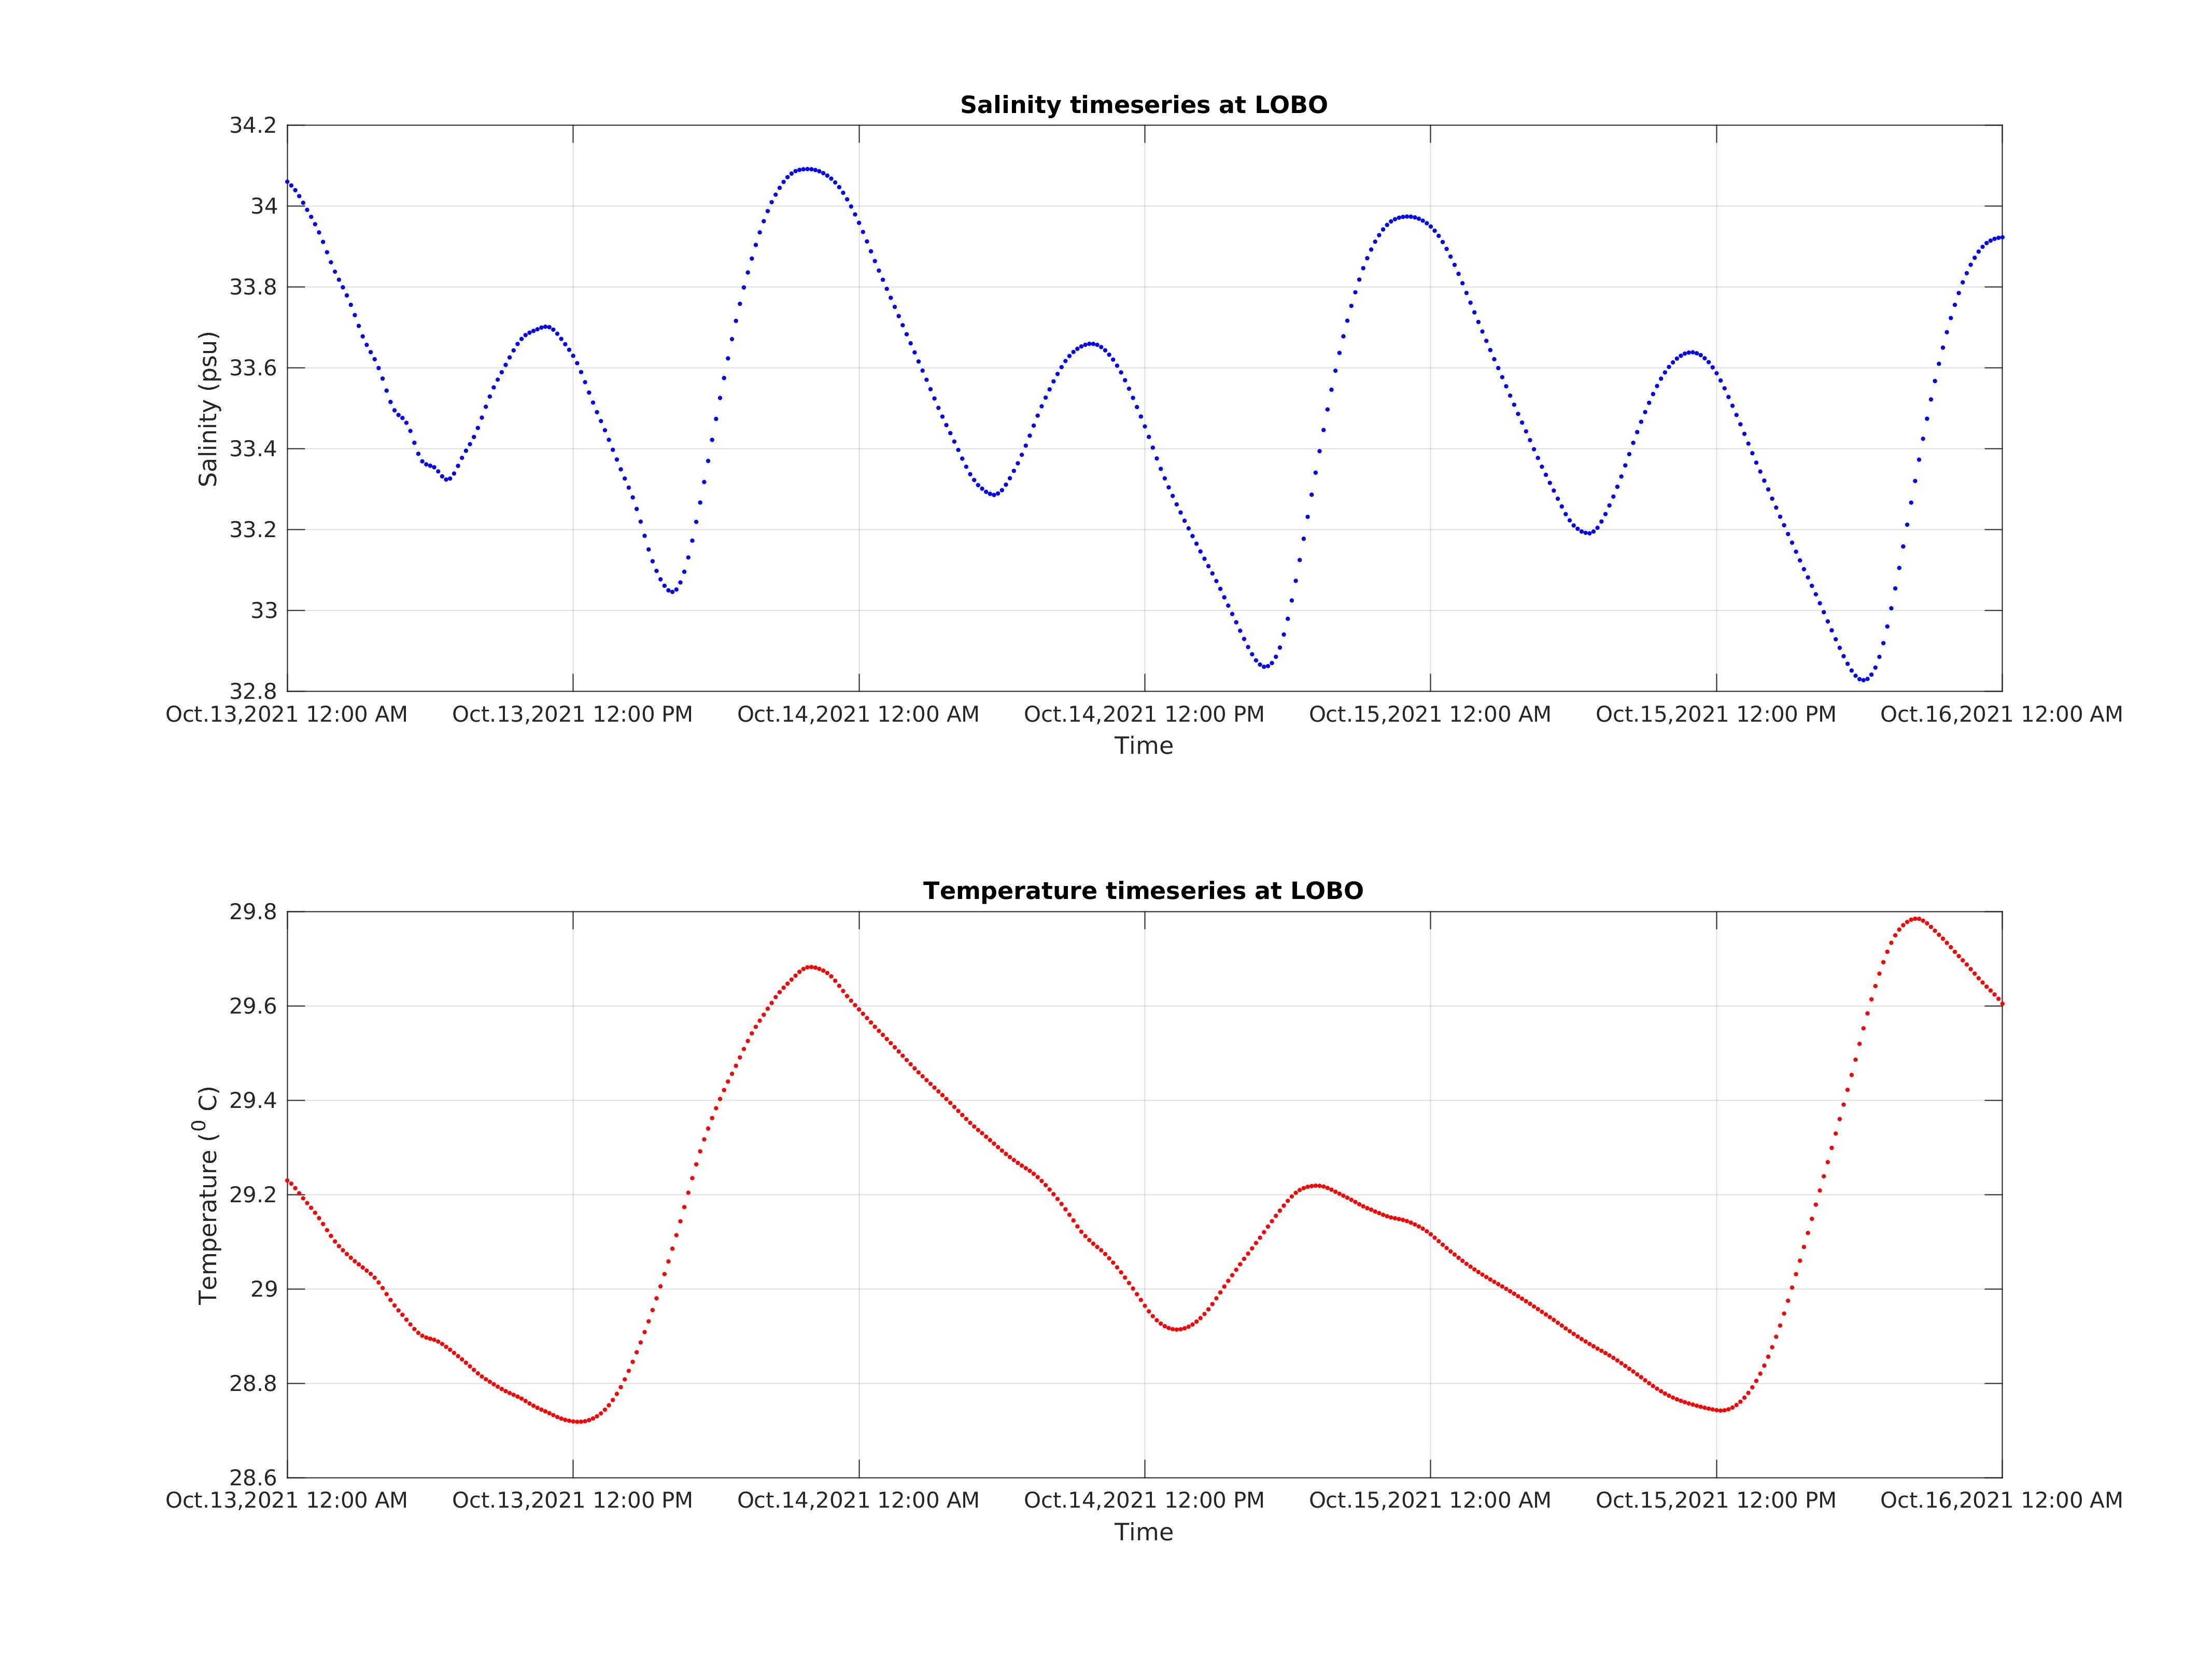 Salinity timeseries at LOBO
34.2
34
33.8
33.6
33.4
33.2
33
32.8
Salinity (psu)
Oct.13,2021 12:00 AM Oct.13,2021 12:00 PM Oct.14,2021 12:00 AM Oct.14,2021 12:00 PM Oct.15,2021 12:00 AM Oct.15,2021 12:00 PM Oct.16,2021 12:00 AM
Time
Temperature timeseries at LOBO
29.8
29.6
29.4
29.2
29
28.8
28.6
Temperature (⁰ C)
Oct.13,2021 12:00 AM Oct.13,2021 12:00 PM Oct.14,2021 12:00 AM Oct.14,2021 12:00 PM Oct.15,2021 12:00 AM Oct.15,2021 12:00 PM Oct.16,2021 12:00 AM
Time